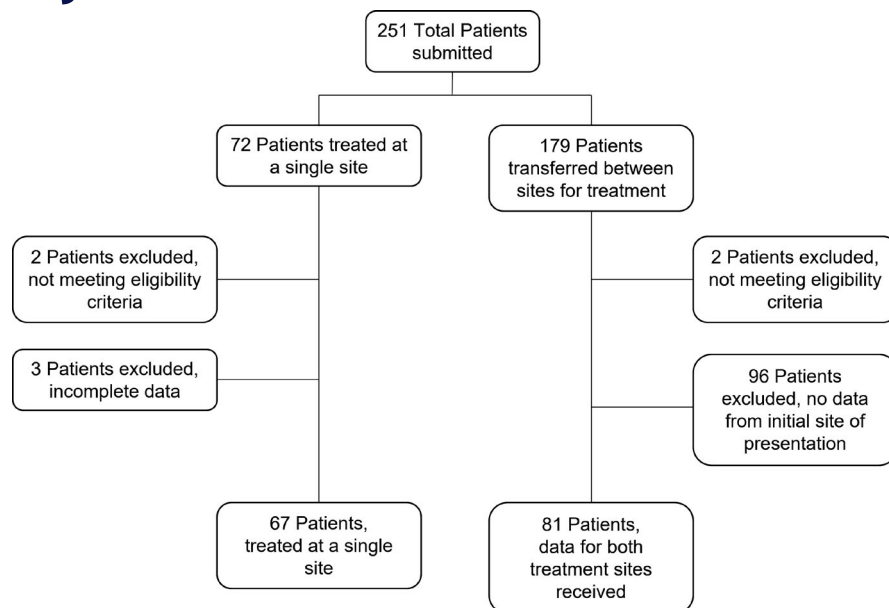 251 Total Patients
submitted
72 Patients treated at
a single site
179 Patients
transferred between
sites for treatment
2 Patients excluded,
not meeting eligibility
criteria
2 Patients excluded,
not meeting eligibility
criteria
3 Patients excluded,
incomplete data
96 Patients
excluded, no data
from initial site of
presentation
67 Patients,
treated at a single
site
81 Patients,
data for both
treatment sites
received